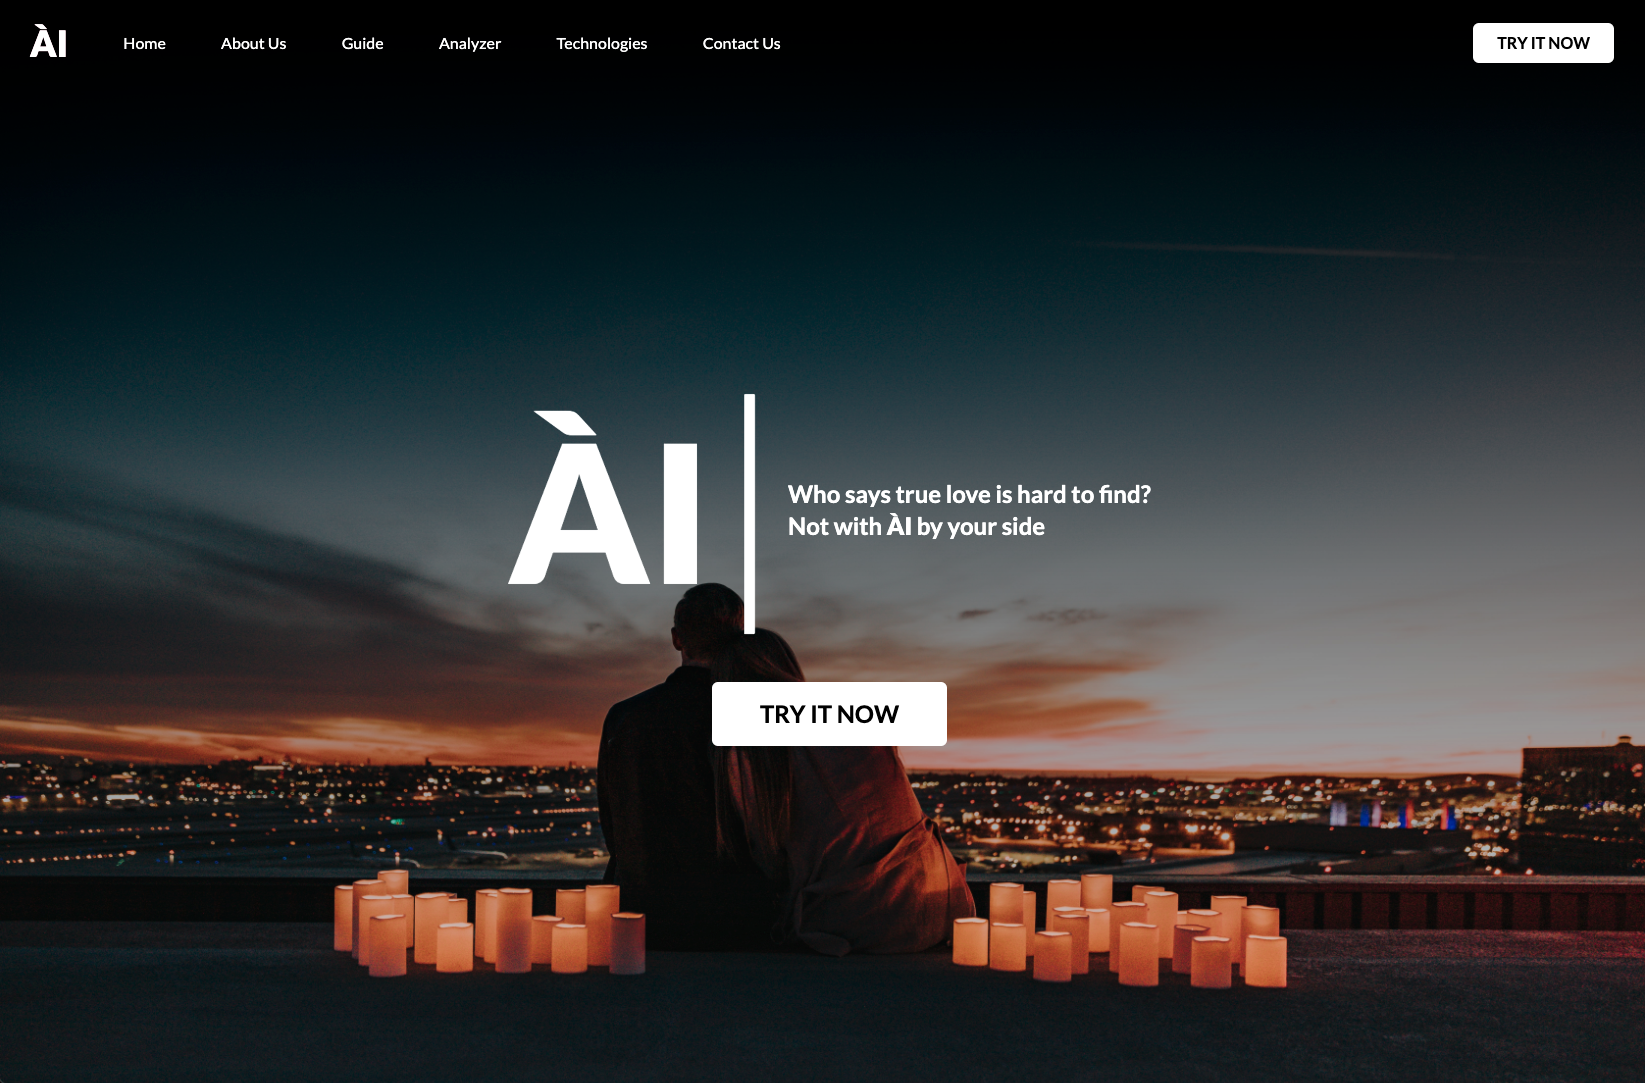 ÀI
Home
About Us
Guide
Analyzer
Technologies
Contact Us
TRY IT NOW
ÀI
Who says true love is hard to find?
Not with ÀI by your side
TRY IT NOW